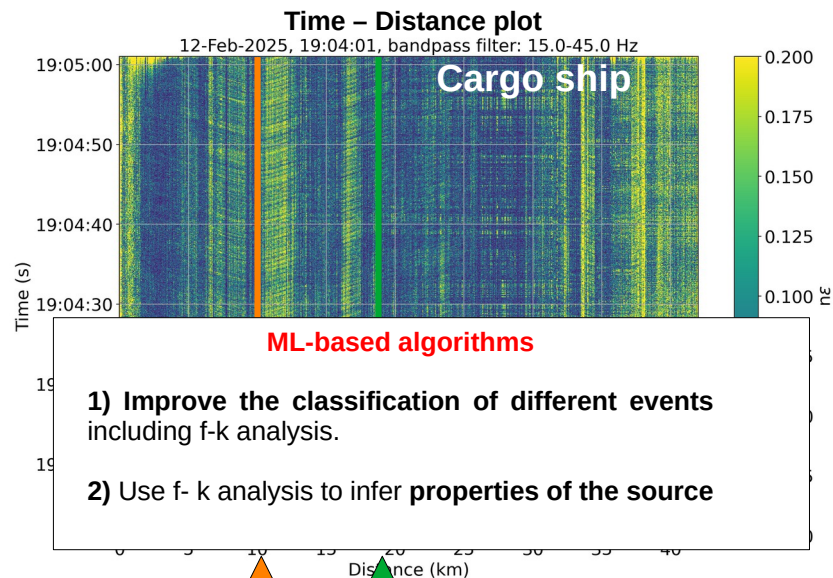 Time – Distance plot
12-Feb-2025, 19:04:01, bandpass filter: 15.0-45.0 Hz
Cargo ship
19:05:00
19:04:50
19:04:40
19:04:30
19
19
Time (s)
0.200
0.175
0.150
0.125
0.100
nε
ML-based algorithms
1) Improve the classification of different events
including f-k analysis.
2) Use f- k analysis to infer properties of the source
0 5 10 15 20 25 30 35 40
Distance (km)